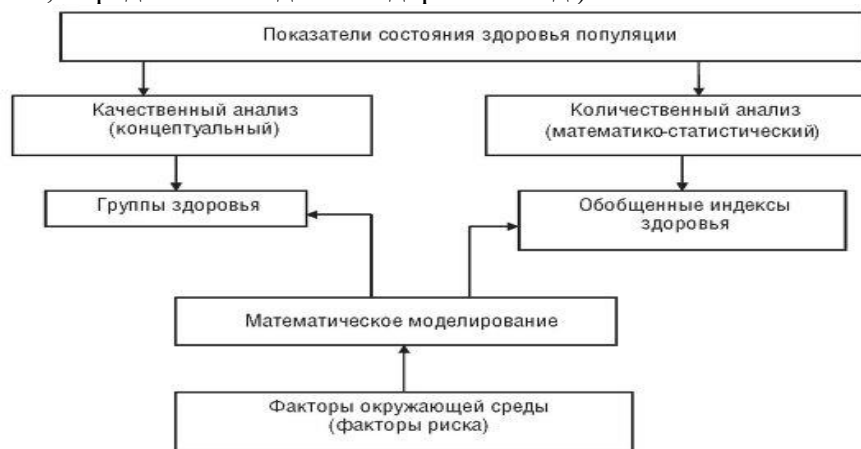 Показатели состояния здоровья популяции
Качественный анализ
(концептуальный)
Количественный анализ
(математико-статистический)
Группы здоровья
Обобщенные индексы
здоровья
Математическое моделирование
Факторы окружающей среды
(факторы риска)